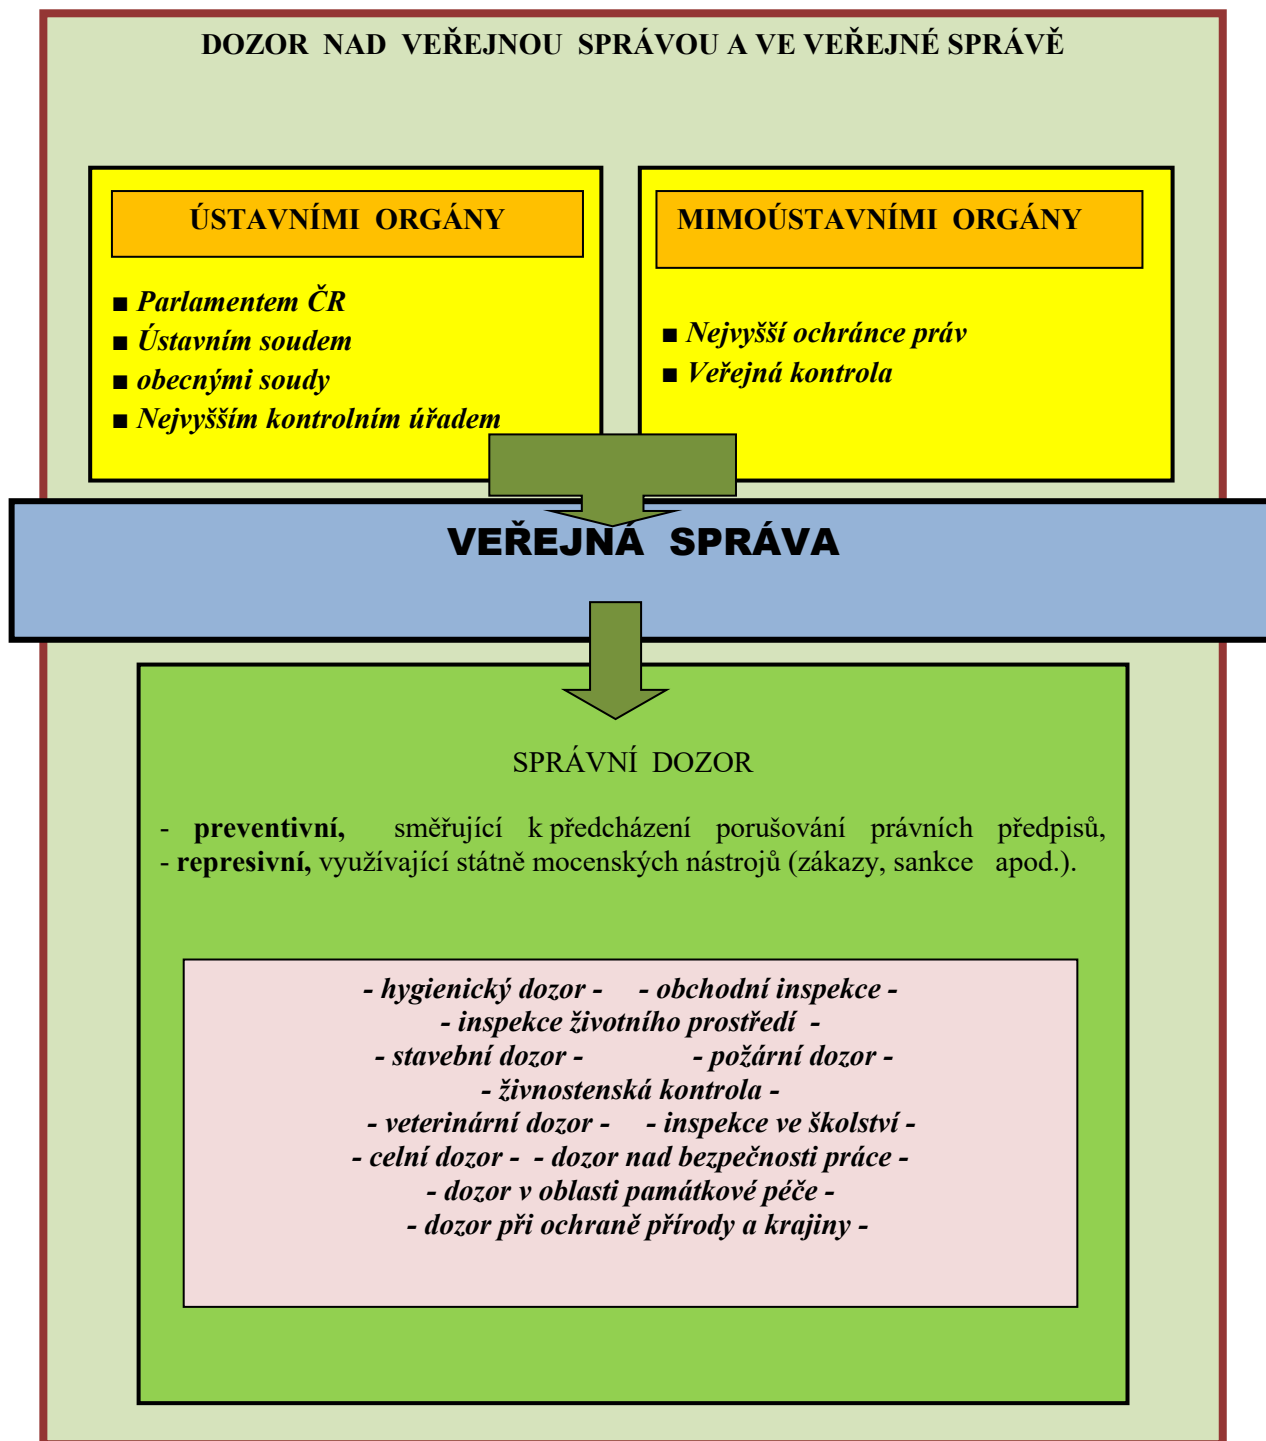 DOZOR NAD VEŘEJNOU SPRÁVOU A VE VEŘEJNÉ SPRÁVĚ
ÚSTAVNÍMI ORGÁNY
■ Parlamentem ČR
■ Ústavním soudem
■ obecnými soudy
■ Nejvyšším kontrolním úřadem
MIMOÚSTAVNÍMI ORGÁNY
■ Nejvyšší ochránce práv
■ Veřejná kontrola
VEŘEJNÁ SPRÁVA
SPRÁVNÍ DOZOR
- preventivní, směřující k předcházení porušování právních předpisů,
- represivní, využívající státně mocenských nástrojů (zákazy, sankce apod.).
- hygienický dozor - - obchodní inspekce -
- inspekce životního prostředí -
- stavební dozor - - požární dozor -
- živnostenská kontrola -
- veterinární dozor - - inspekce ve školství -
- celní dozor - - dozor nad bezpečnosti práce -
- dozor v oblasti památkové péče -
- dozor při ochraně přírody a krajiny -